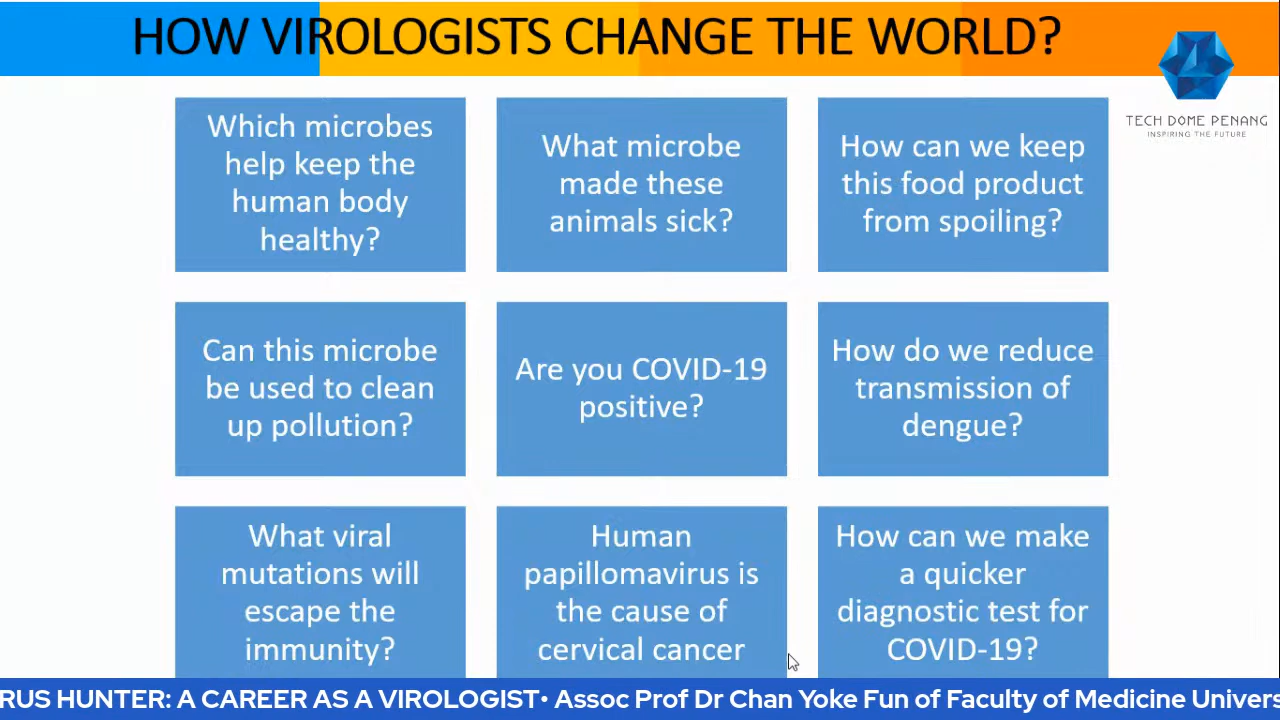 HOW VIROLOGISTS CHANGE THE WORLD?
TECH DOME PENANG
INSPIRING THE FUTURE
Which microbes
help keep the
human body
healthy?
What microbe
made these
animals sick?
How can we keep
this food product
from spoiling?
Can this microbe
be used to clean
up pollution?
Are you COVID-19
positive?
How do we reduce
transmission of
dengue?
What viral
mutations will
escape the
immunity?
Human
papillomavirus is
the cause of
cervical cancer
How can we make
a quicker
diagnostic test for
COVID-19?
RUS HUNTER: A CAREER AS A VIROLOGIST• Assoc Prof Dr Chan Yoke Fun of Faculty of Medicine Univers